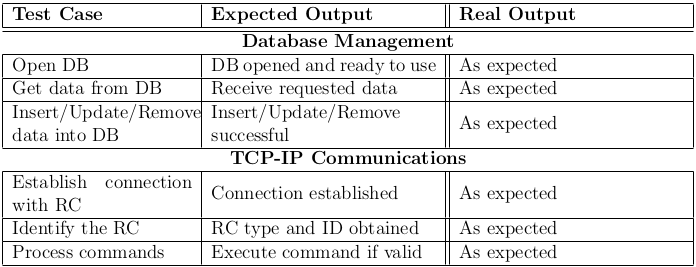 Test Case Expected Output Real Output
Database Management
Open DB DB opened and ready to use As expected
Get data from DB Receive requested data As expected
Insert/Update/Remove
data into DB
Insert/Update/Remove
successful
As expected
TCP-IP Communications
Establish connection
with RC
Connection established
As expected
Identify the RC RC type and ID obtained As expected
Process commands Execute command if valid As expected